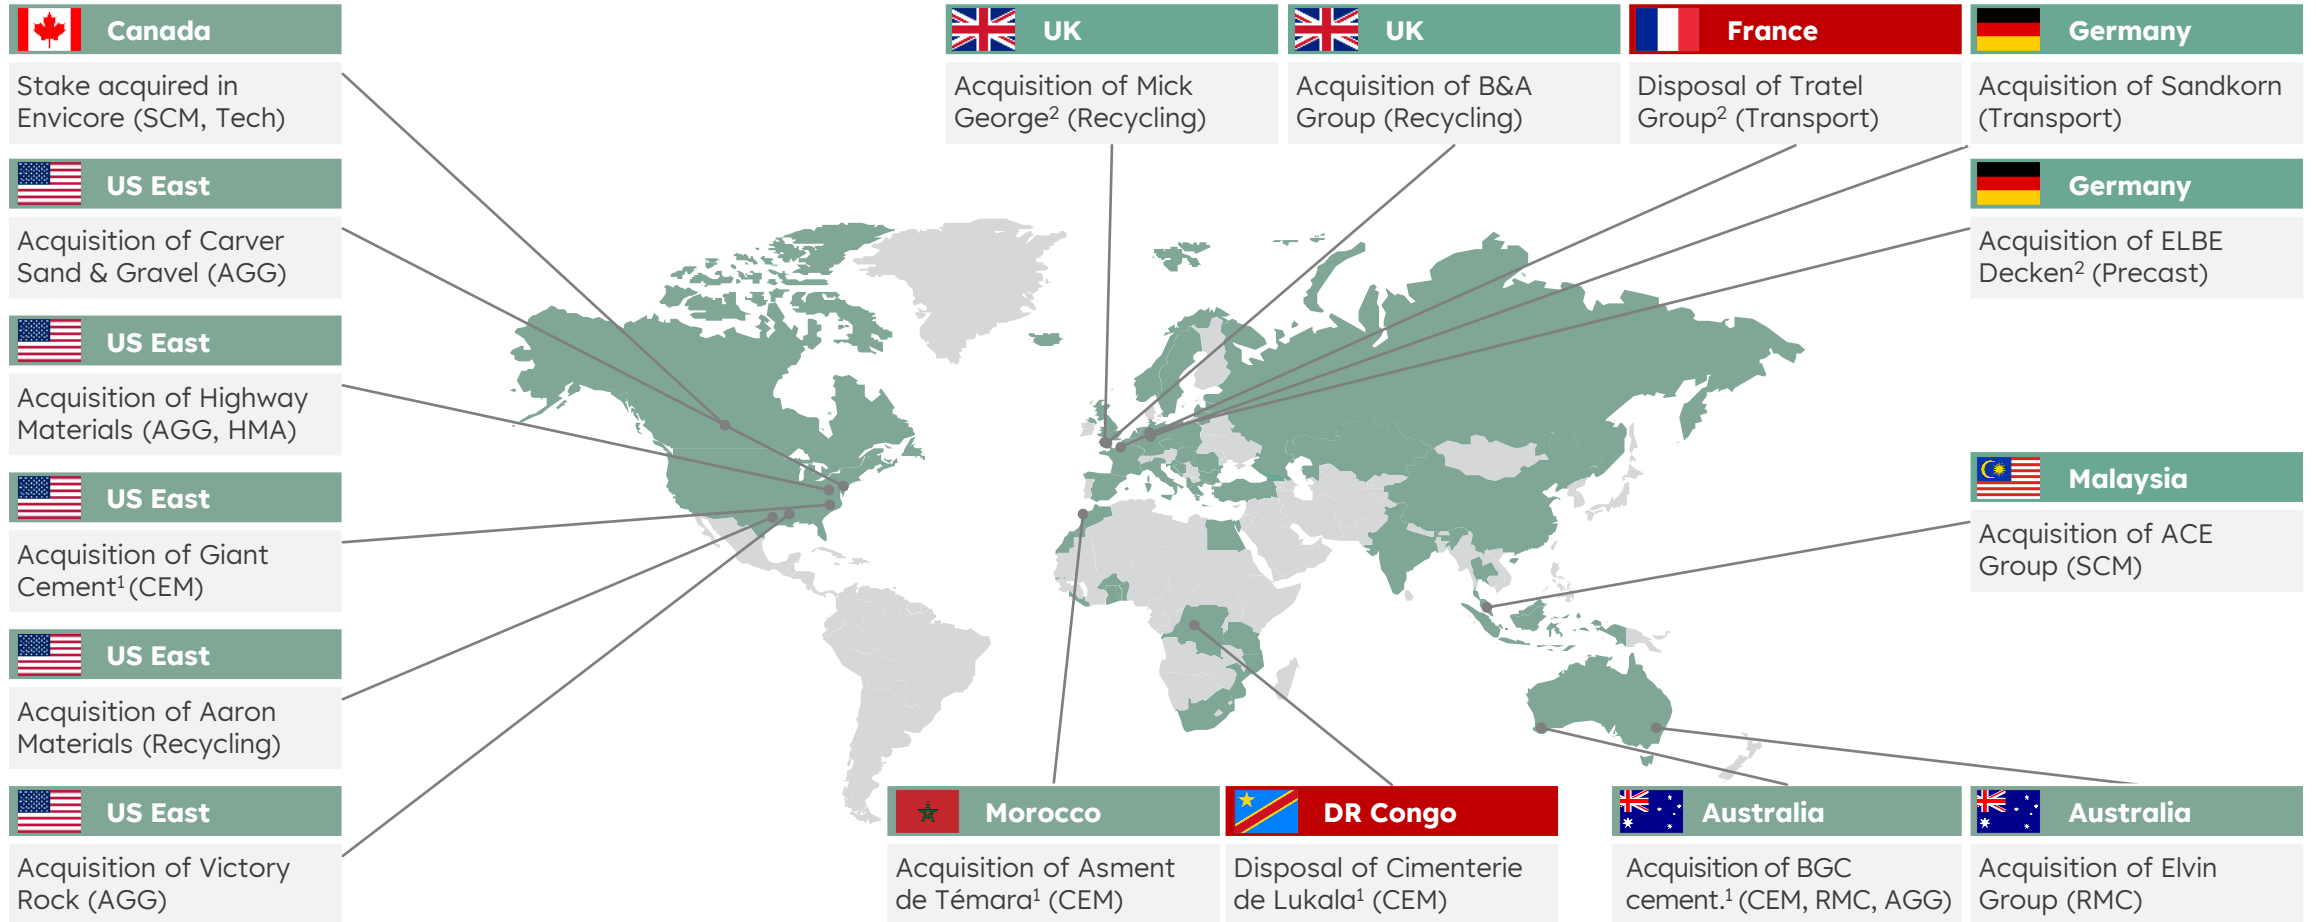 Canada
Stake acquired in
Envicore (SCM, Tech)
US East
Acquisition of Carver
Sand & Gravel (AGG)
US East
Acquisition of Highway
Materials (AGG, HMA)
US East
Acquisition of Giant
Cement¹ (CEM)
US East
Acquisition of Aaron
Materials (Recycling)
US East
Acquisition of Victory
Rock (AGG)
UK
Acquisition of Mick
George² (Recycling)
UK
Acquisition of B&A
Group (Recycling)
France
Disposal of Tratel
Group² (Transport)
Germany
Acquisition of Sandkorn
(Transport)
Germany
Acquisition of ELBE
Decken² (Precast)
Malaysia
Acquisition of ACE
Group (SCM)
Morocco
Acquisition of Asment
de Témara¹ (CEM)
DR Congo
Disposal of Cimenterie
de Lukala¹ (CEM)
Australia
Acquisition of BGC
cement.¹ (CEM, RMC, AGG)
Australia
Acquisition of Elvin
Group (RMC)